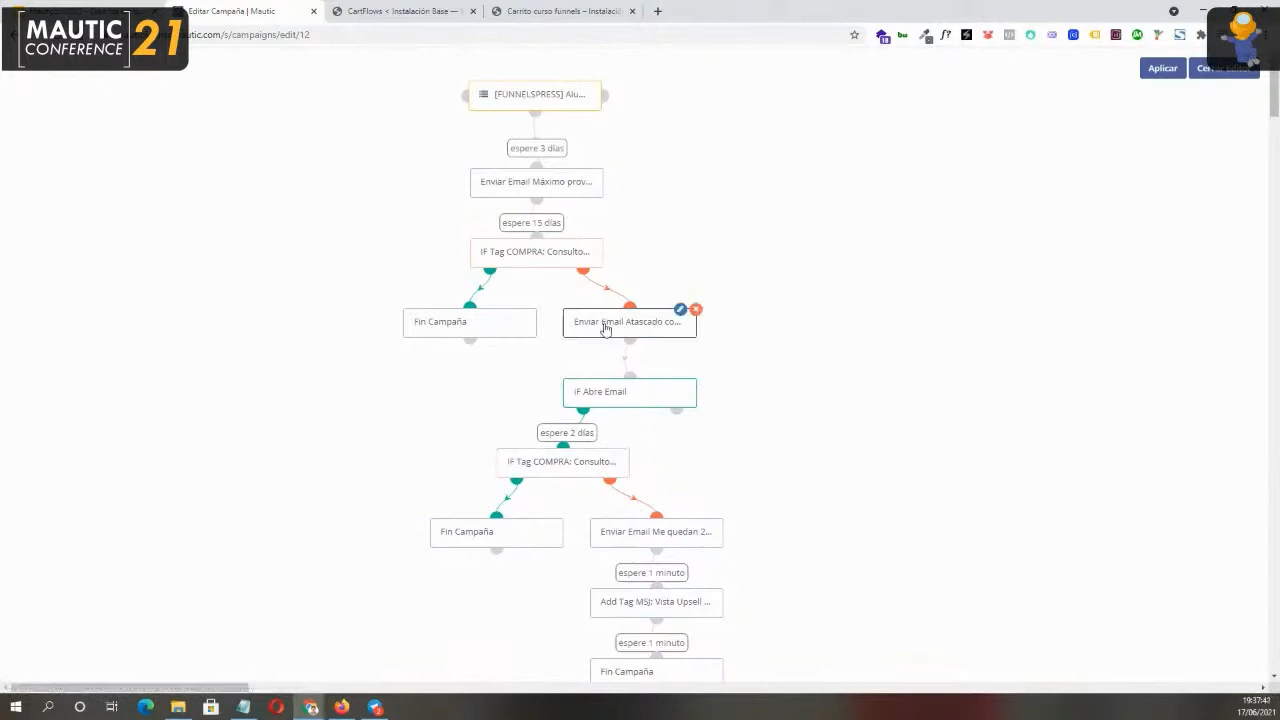 Editar Campaña | Mautic
Instalación Base —
Carrito Curso funnels – Instalació
MAUTIC
CONFERENCE
21
mautic.com/s/campaigns/edit/12
Aplicar
Cerrar Editor
[FUNNELSPRESS] Alu...
espere 3 días
Enviar Email Máximo prov...
espere 15 días
IF Tag COMPRA: Consulto...
Fin Campaña
Enviar Email Atascado co...
IF Abre Email
espere 2 días
IF Tag COMPRA: Consulto...
Fin Campaña
Enviar Email Me quedan 2...
espere 1 minuto
Add Tag MSJ: Vista Upsell ...
espere 1 minuto
Fin Campaña
19:37:42
17/06/2021